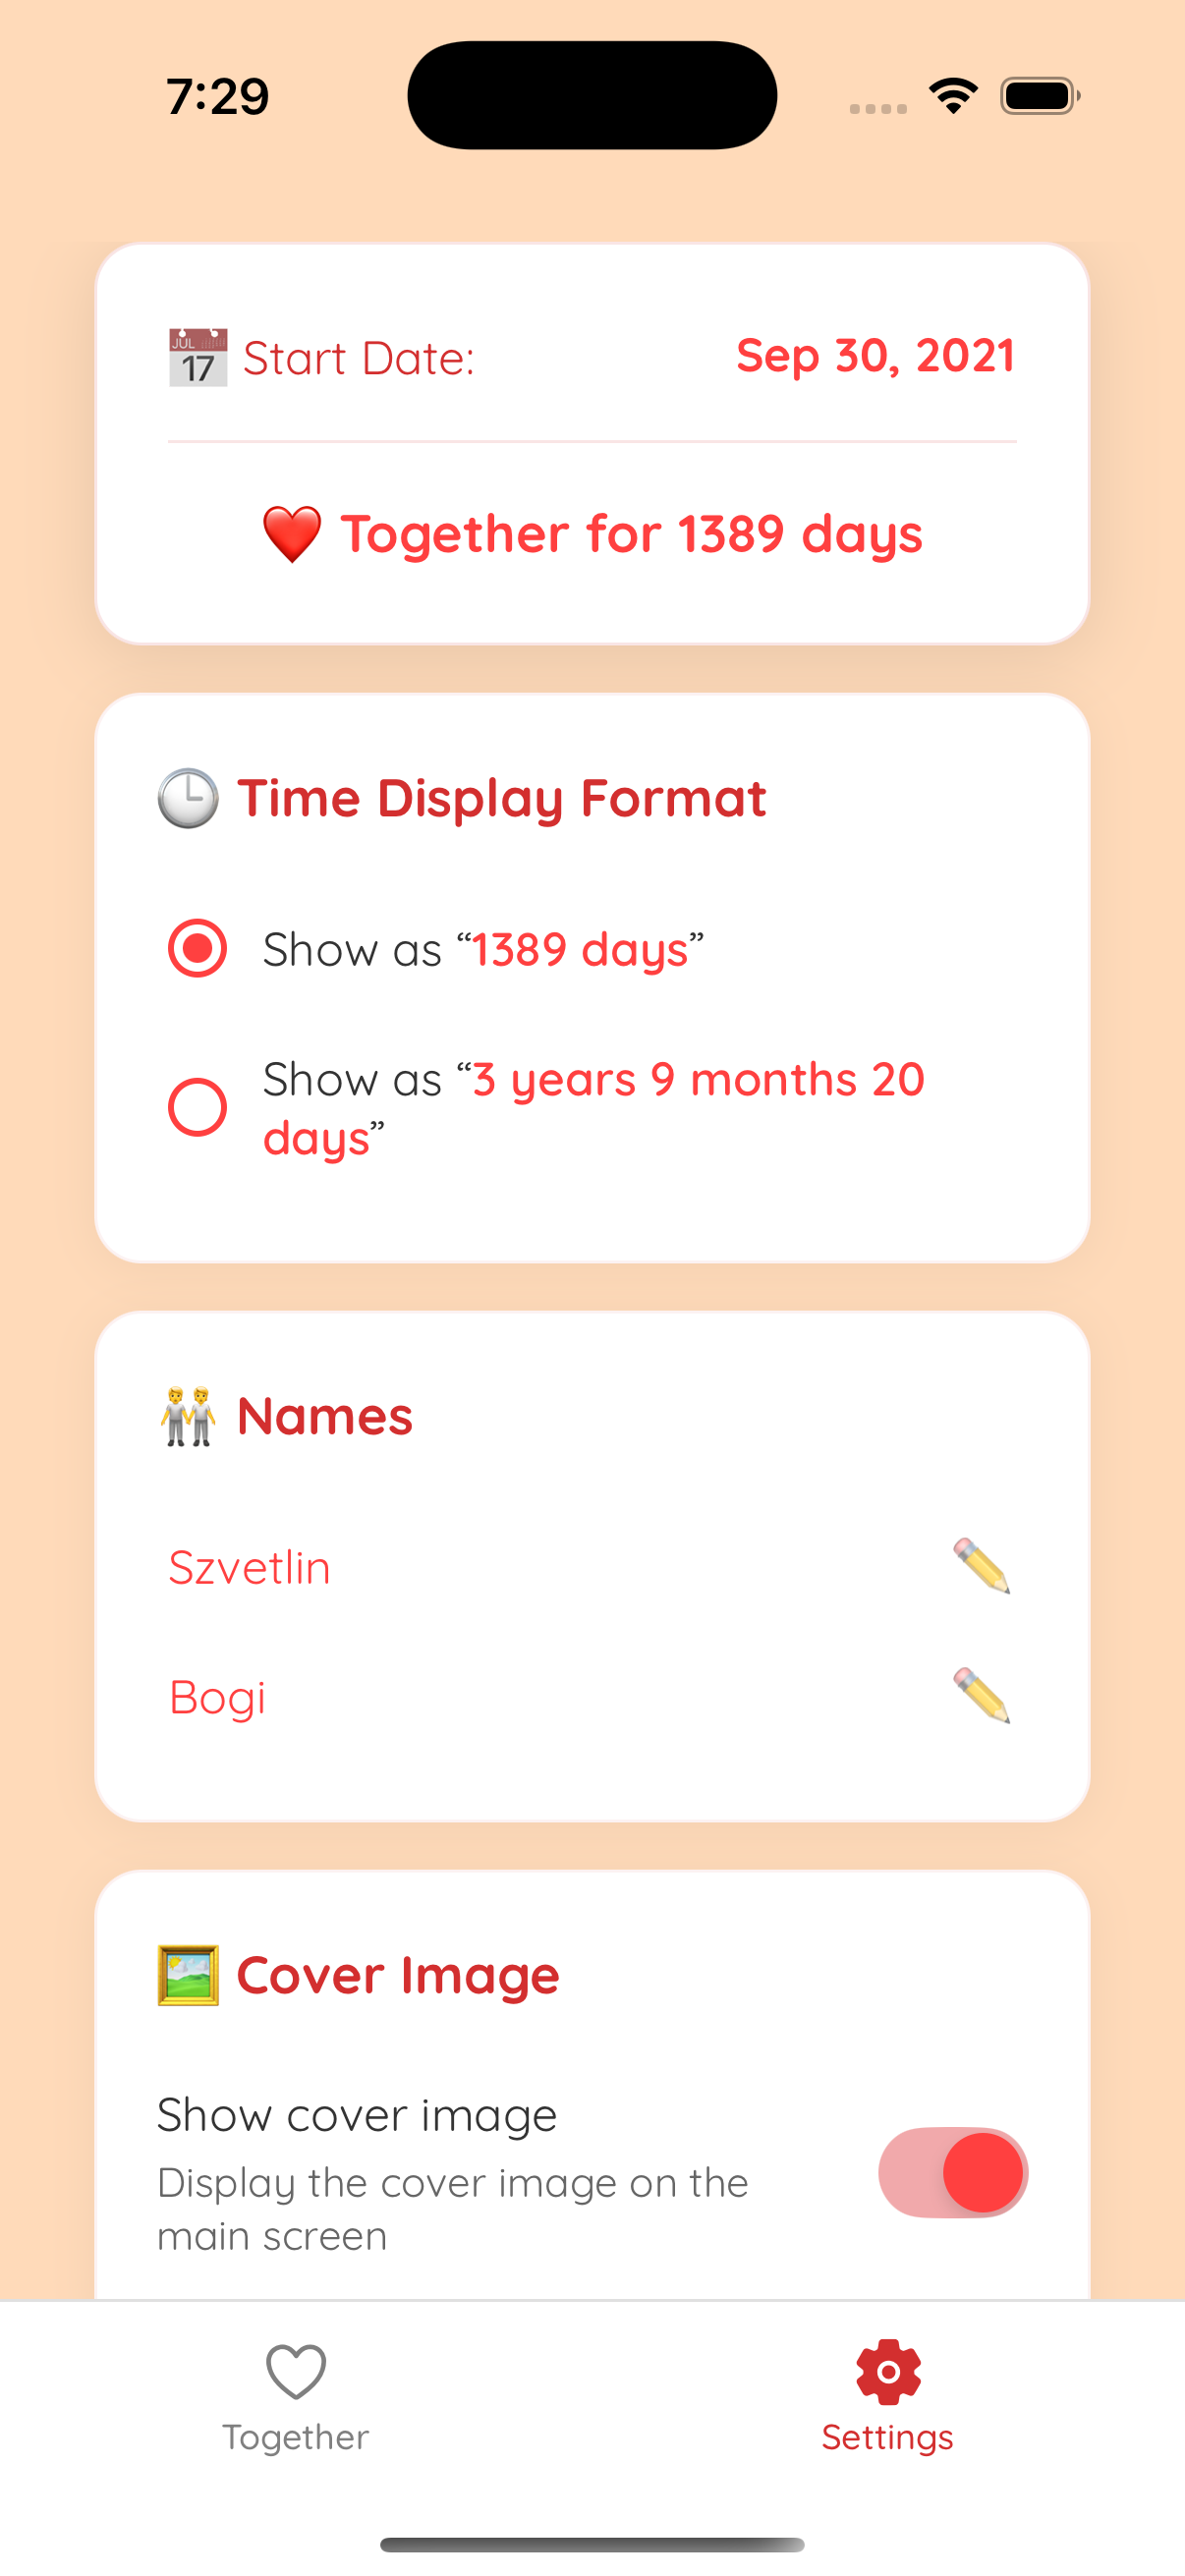 7:29
JUL
17
Start Date:
Sep 30, 2021
Together for 1389 days
Time Display Format
Show as “1389 days”
Show as “3 years 9 months 20
days”
Names
Szvetlin
Bogi
Cover Image
Show cover image
Display the cover image on the
main screen
Together
Settings